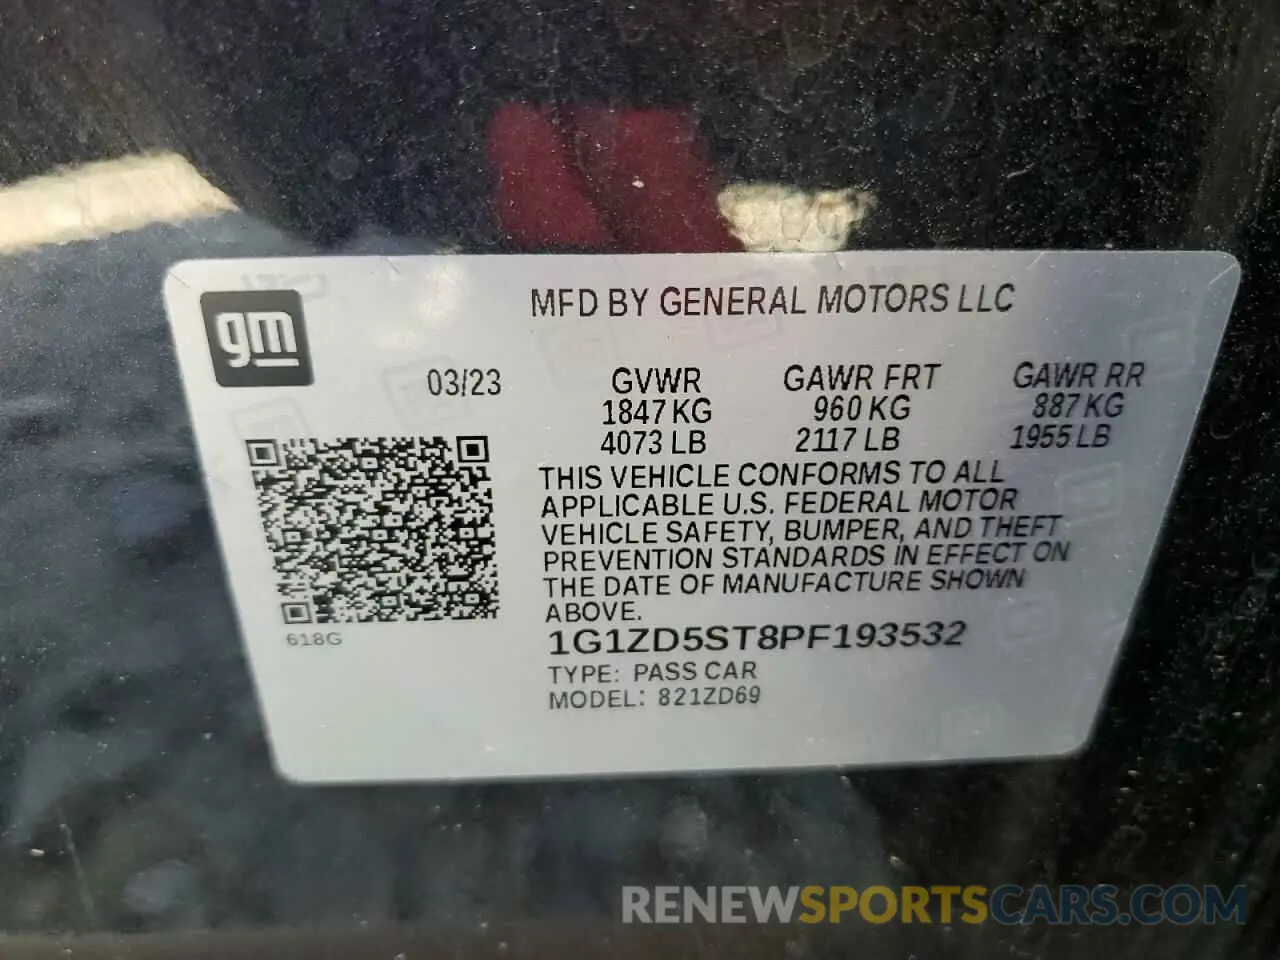 gm
MFD BY GENERAL MOTORS LLC
03/23 GVWR GAWR FRT GAWR RR
1847 KG 960 KG 887 KG
4073 LB 2117 LB 1955 LB
THIS VEHICLE CONFORMS TO ALL
APPLICABLE U.S. FEDERAL MOTOR
VEHICLE SAFETY, BUMPER, AND THEFT
PREVENTION STANDARDS IN EFFECT ON
THE DATE OF MANUFACTURE SHOWN
ABOVE.
618G
1G1ZD5ST8PF193532
TYPE: PASS CAR
MODEL: 821ZD69
RENEWSPORTSCARS.COM